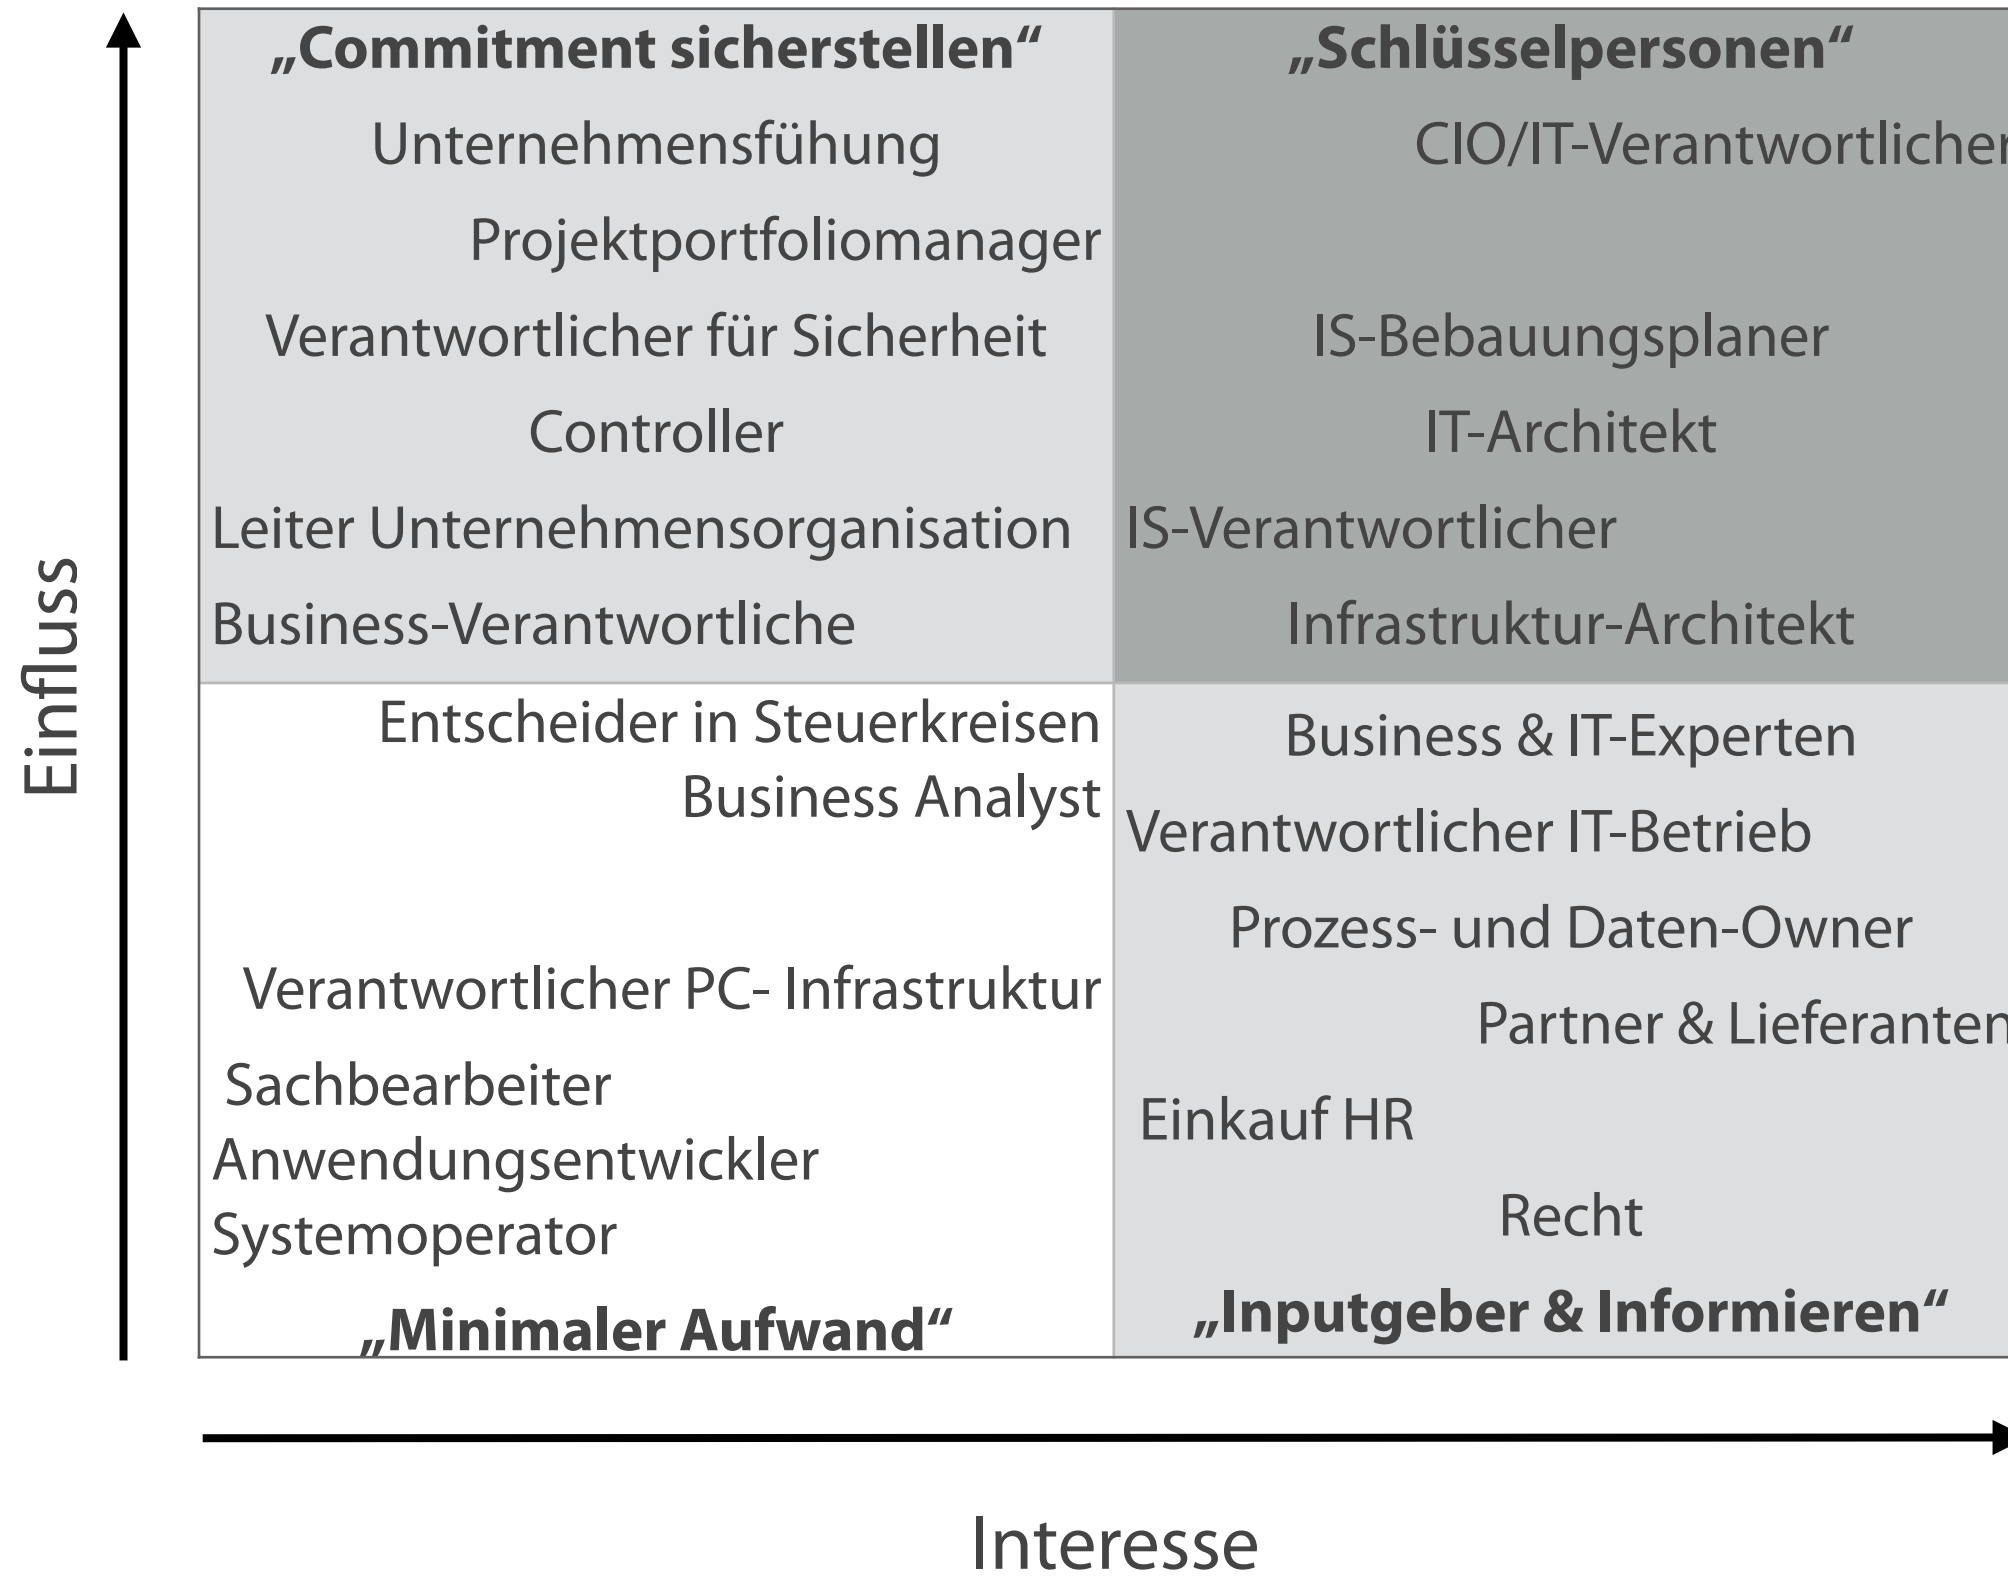 „Commitment sicherstellen“
Unternehmensfühung
Projektportfoliomanager
Verantwortlicher für Sicherheit
Controller
Leiter Unternehmensorganisation
Business-Verantwortliche
„Schlüsselpersonen“
CIO/IT-Verantwortlicher
IS-Bebauungsplaner
IT-Architekt
IS-Verantwortlicher
Infrastruktur-Architekt
Entscheider in Steuerkreisen
Business Analyst
Verantwortlicher PC- Infrastruktur
Sachbearbeiter
Anwendungsentwickler
Systemoperator
„Minimaler Aufwand“
Business & IT-Experten
Verantwortlicher IT-Betrieb
Prozess- und Daten-Owner
Partner & Lieferanten
Einkauf HR
Recht
„Inputgeber & Informieren“
Einfluss
Interesse